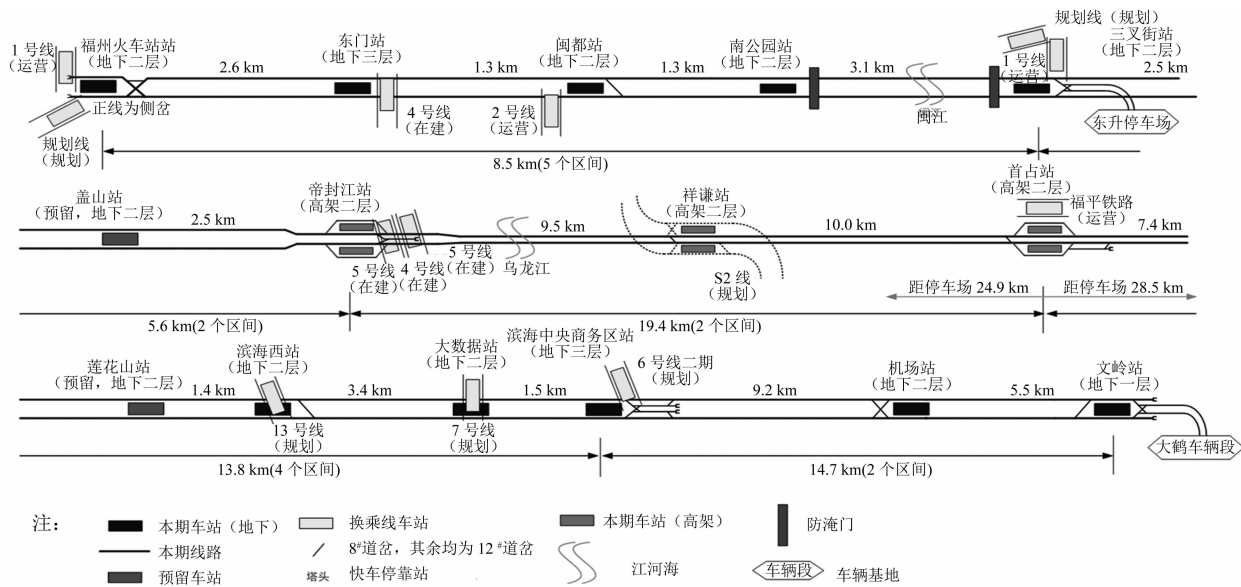 1 号线
(运营)
福州火车站站
(地下二层)
2.6 km
正线为侧岔
规划线
(规划)
东门站
(地下三层)
4 号线
(在建)
1.3 km
闽都站
(地下二层)
2 号线
(运营)
1.3 km
南公园站
(地下二层)
3.1 km
闽江
规划线（规划）
三叉街站
(地下二层)
1 号线
(运营)
2.5 km
东升停车场
8.5 km(5 个区间)
盖山站
(预留，地下二层)
2.5 km
帝封江站
(高架二层)
5 号线
(在建)
4 号线
(在建)
5 号线
(在建)
乌龙江
9.5 km
祥谦站
(高架二层)
S2 线
(规划)
10.0 km
首占站
(高架二层)
福平铁路
(运营)
7.4 km
距停车场 24.9 km
距停车场 28.5 km
5.6 km(2 个区间)
19.4 km(2 个区间)
莲花山站
(预留，地下二层)
1.4 km
滨海西站
(地下二层)
13 号线
(规划)
3.4 km
大数据站
(地下二层)
7 号线
(规划)
1.5 km
滨海中央商务区站
(地下三层)
6 号线二期
(规划)
9.2 km
机场站
(地下二层)
5.5 km
文岭站
(地下一层)
大鹤车辆段
13.8 km(4 个区间)
14.7 km(2 个区间)
注：
本期车站（地下）
换乘线车站
本期车站（高架）
防淹门
本期线路
8#道岔，其余均为 12 #道岔
江河海
车辆段
车辆基地
预留车站
塔头
快车停靠站